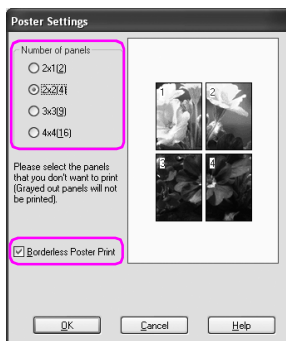 Poster Settings
Number of panels
2x1(2)
2x2(4)
3x3(9)
4x4(16)
1
2
3
4
Please select the panels
that you don't want to print
(Grayed out panels will not
be printed).
Borderless Poster Print
OK
Cancel
Help